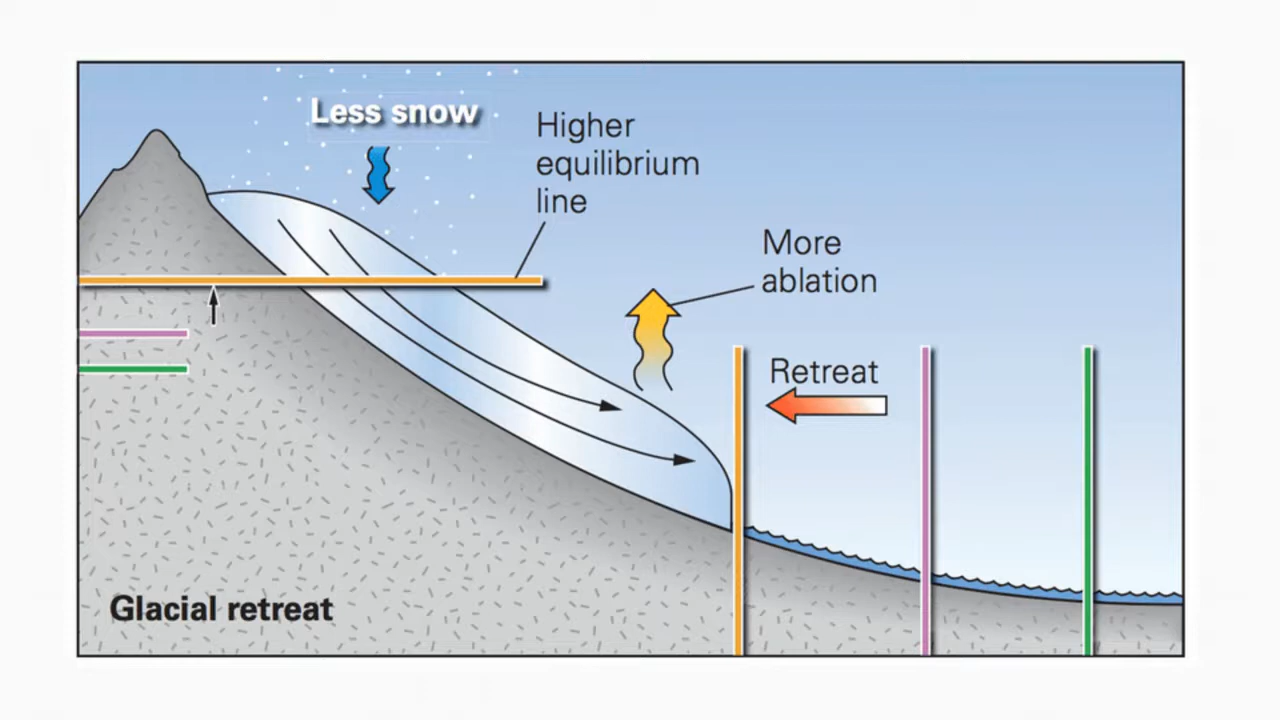 Less snow
Higher
equilibrium
line
More
ablation
Retreat
Glacial retreat